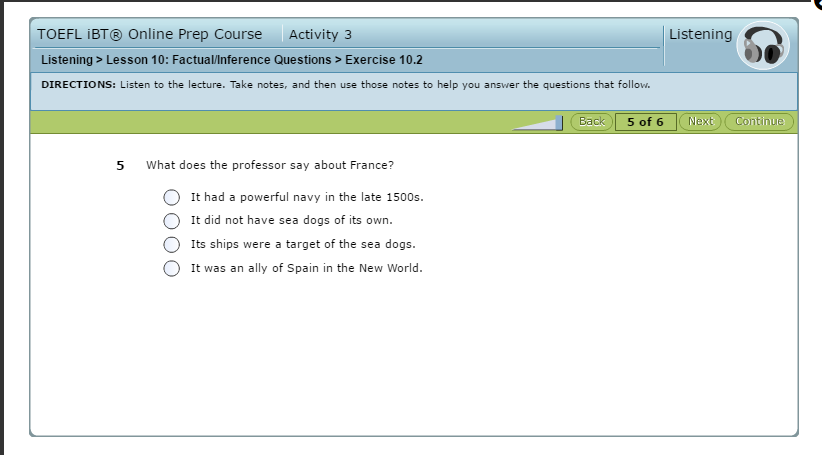 TOEFL iBT® Online Prep Course Activity 3 Listening
Listening > Lesson 10: Factual/Inference Questions > Exercise 10.2
DIRECTIONS: Listen to the lecture. Take notes, and then use those notes to help you answer the questions that follow.
Back 5 of 6 Next Continue
5 What does the professor say about France?
It had a powerful navy in the late 1500s.
It did not have sea dogs of its own.
Its ships were a target of the sea dogs.
It was an ally of Spain in the New World.